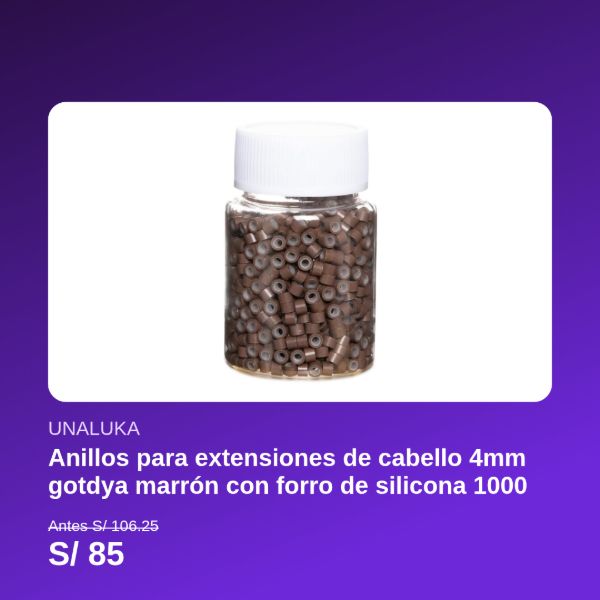 UNALUKA
Anillos para extensiones de cabello 4mm
gotdya marrón con forro de silicona 1000
Antes S/ 106.25
S/ 85